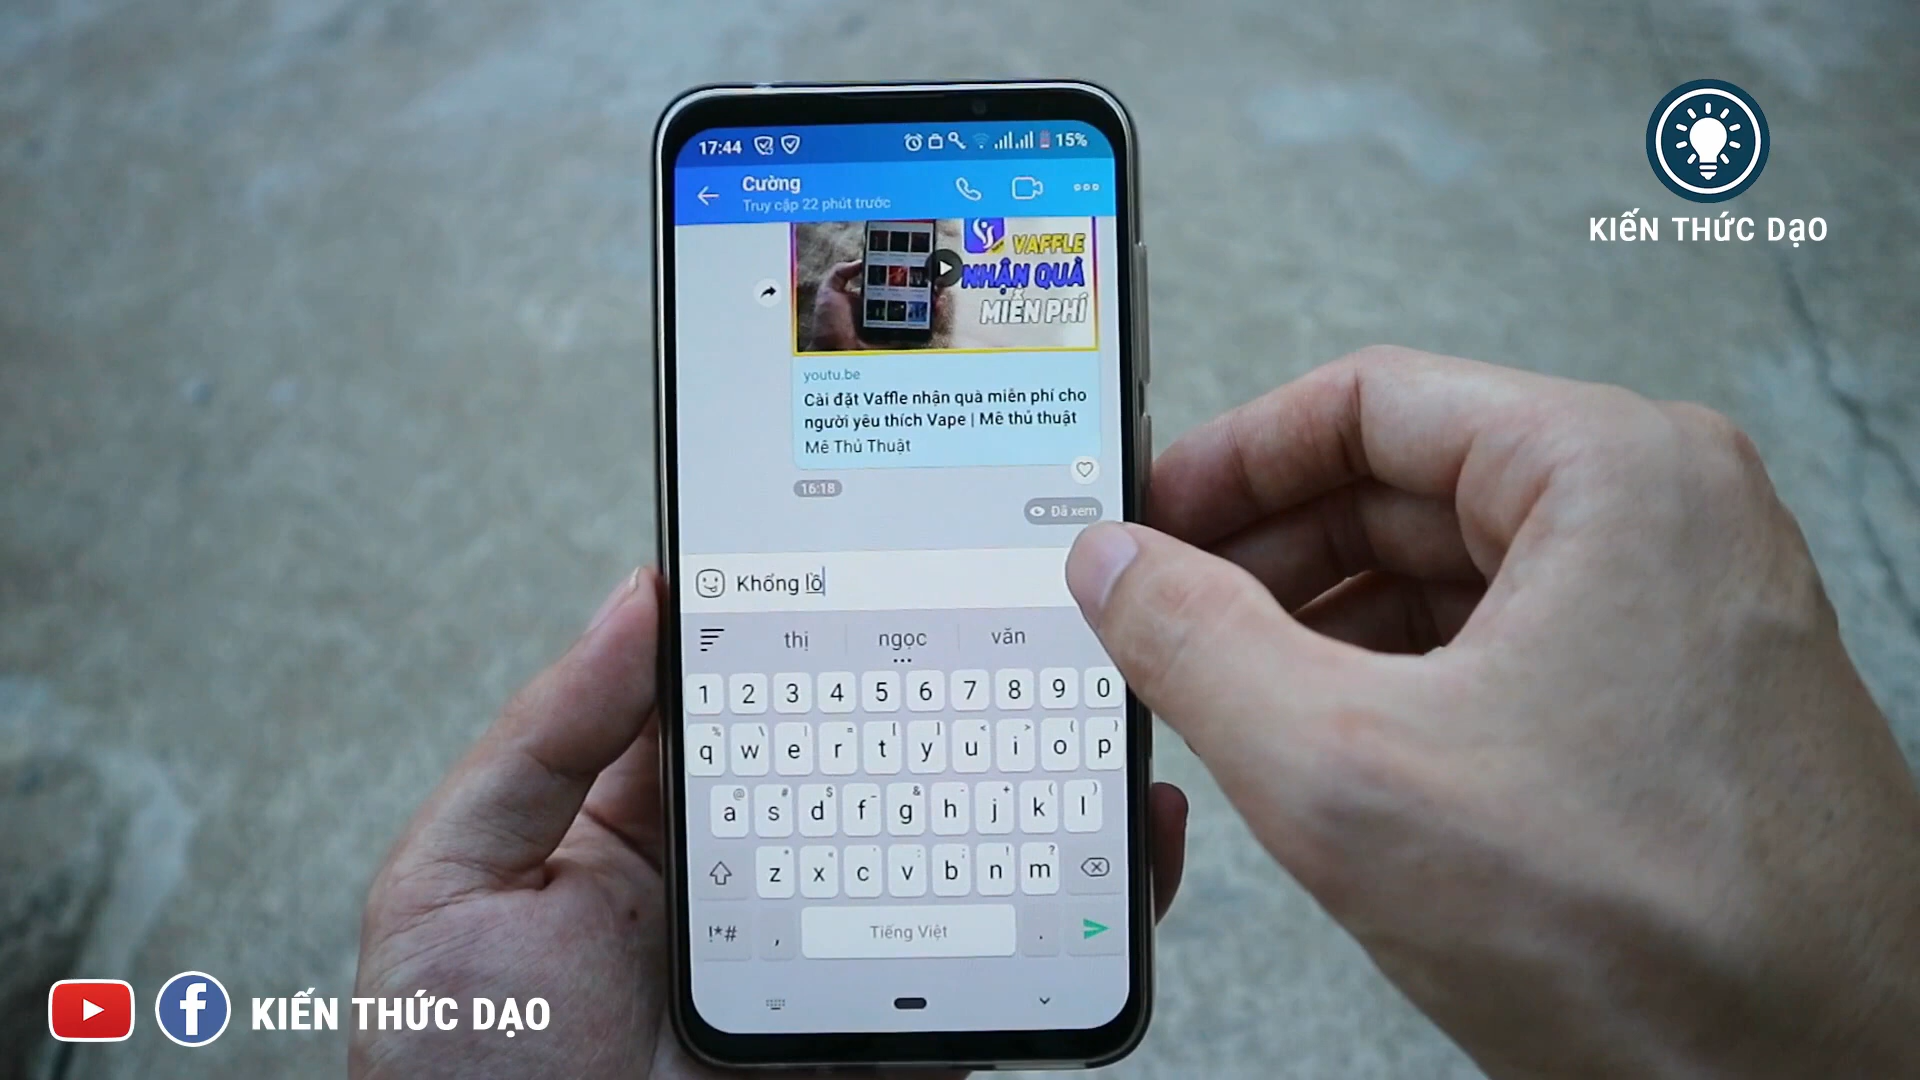 KIẾN THỨC DẠO
17:44
15%
Cường
Truy cập 22 phút trước
VAFFLE
NHẬN QUÀ
MIỄN PHÍ
youtu.be
Cài đặt Vaffle nhận quà miễn phí cho
người yêu thích Vape | Mê thủ thuật
Mê Thủ Thuật
16:18
Đã xem
Khổng lồ
thị ngọc văn
1 2 3 4 5 6 7 8 9 0
q w e r t y u i o p
a s d f g h j k l
z x c v b n m
!*# , Tiếng Việt .
KIẾN THỨC DẠO